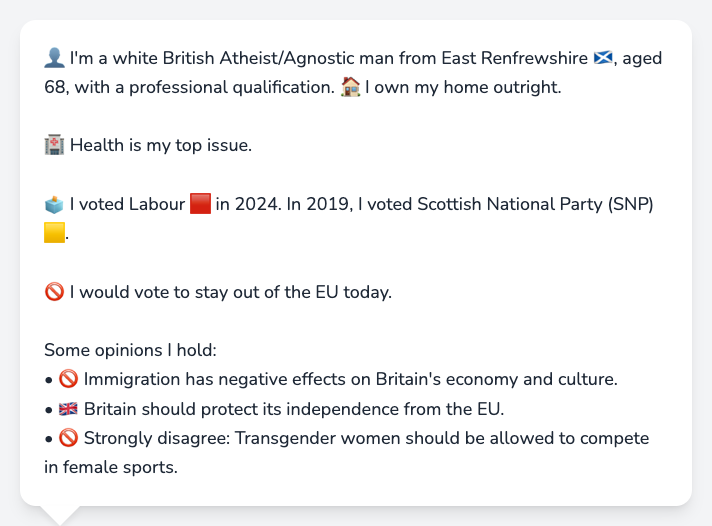 👤 I'm a white British Atheist/Agnostic man from East Renfrewshire 🏴󠁧󠁢󠁳󠁣󠁴󠁿, aged
68, with a professional qualification. 🏠 I own my home outright.
🏥 Health is my top issue.
🗳️ I voted Labour 🟥 in 2024. In 2019, I voted Scottish National Party (SNP)
🟨.
🚫 I would vote to stay out of the EU today.
Some opinions I hold:
• 🚫 Immigration has negative effects on Britain's economy and culture.
• 🇬🇧 Britain should protect its independence from the EU.
• 🚫 Strongly disagree: Transgender women should be allowed to compete
in female sports.